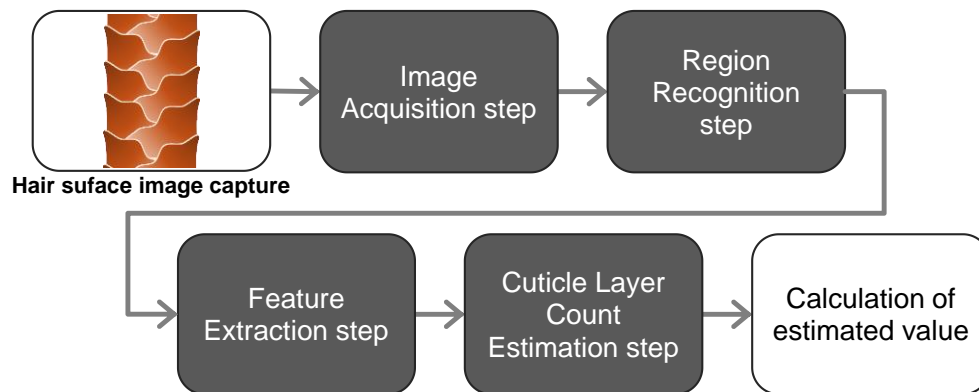 Image
Acquisition step
Region
Recognition
step
Hair suface image capture
Feature
Extraction step
Cuticle Layer
Count
Estimation step
Calculation of
estimated value